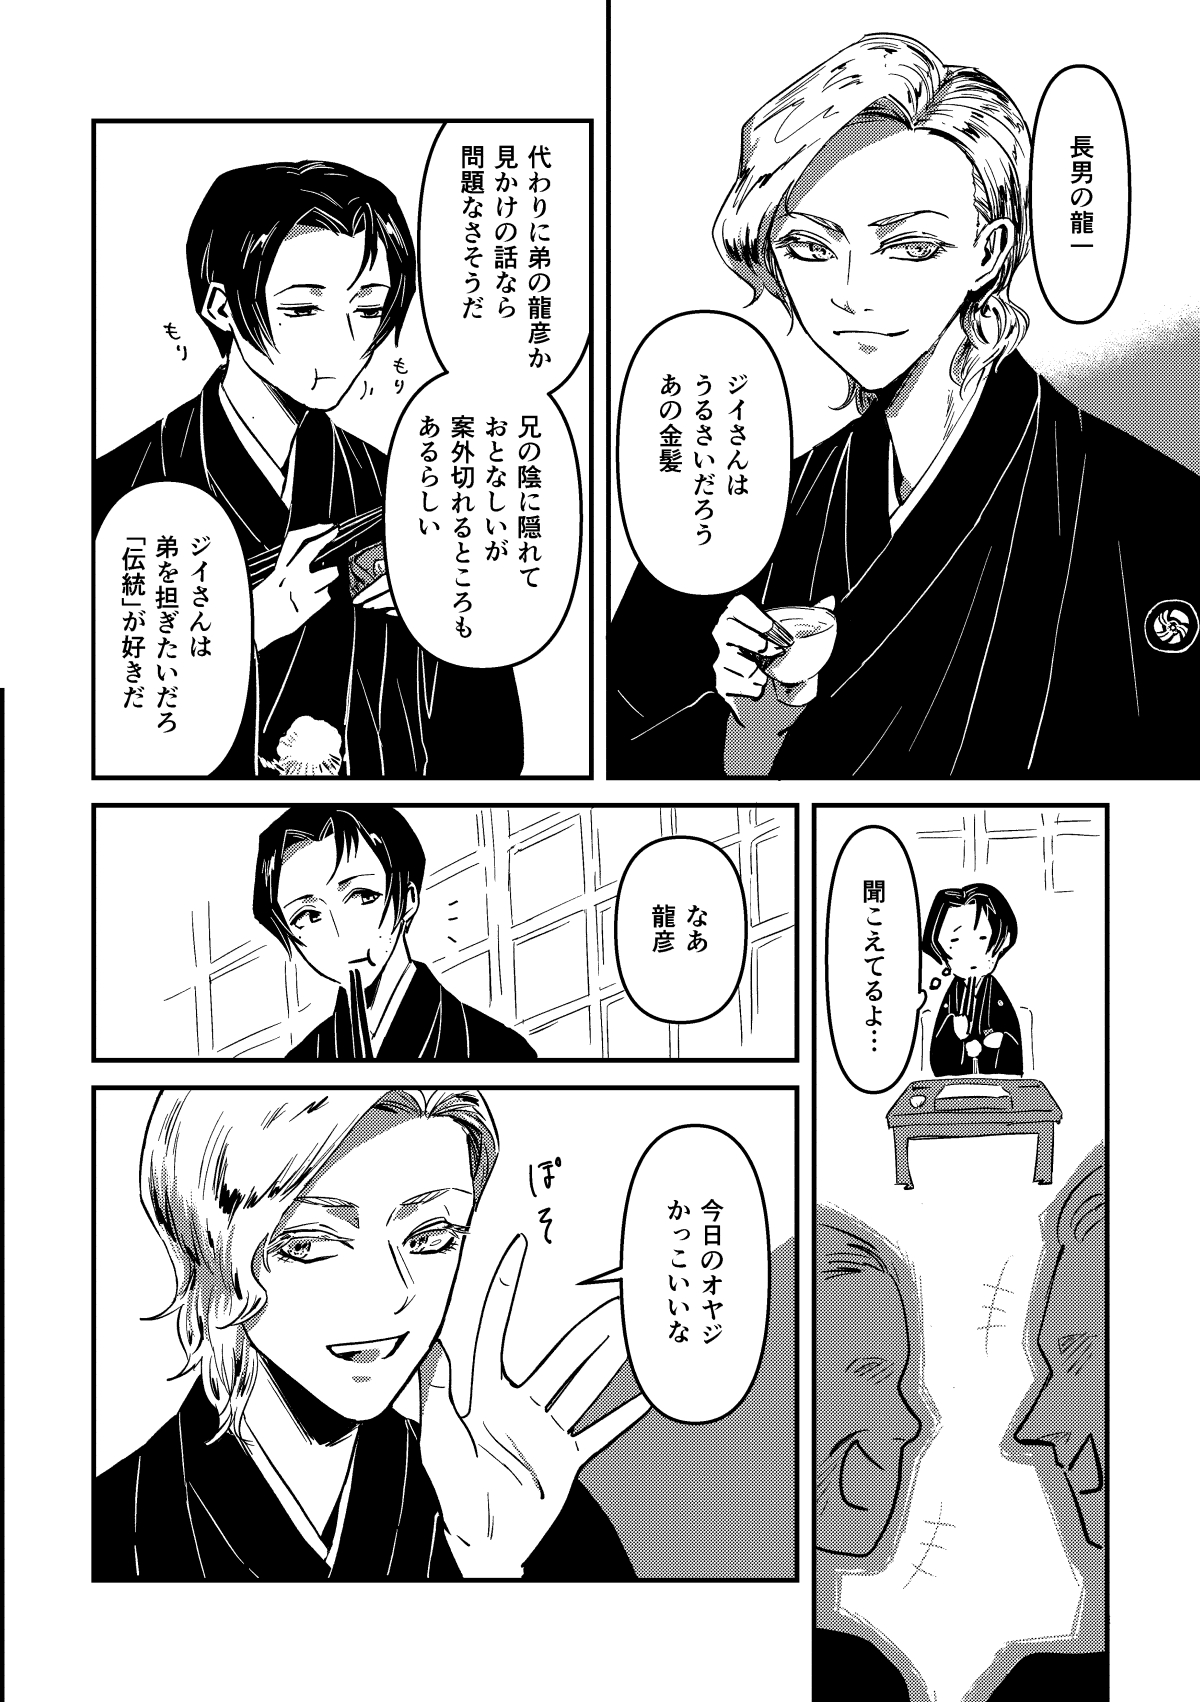 長男の龍一
ジイさんは
うるさいだろう
あの金髪
代わりに弟の龍彦か
見かけの話なら
問題なさそうだ
兄の陰に隠れて
おとなしいが
案外切れるところも
あるらしい
もり
もり
ジイさんは
弟を担ぎたいだろ
「伝統」が好きだ
聞こえてるよ…
なあ
龍彦
今日のオヤジ
かっこいいな
ぽそ